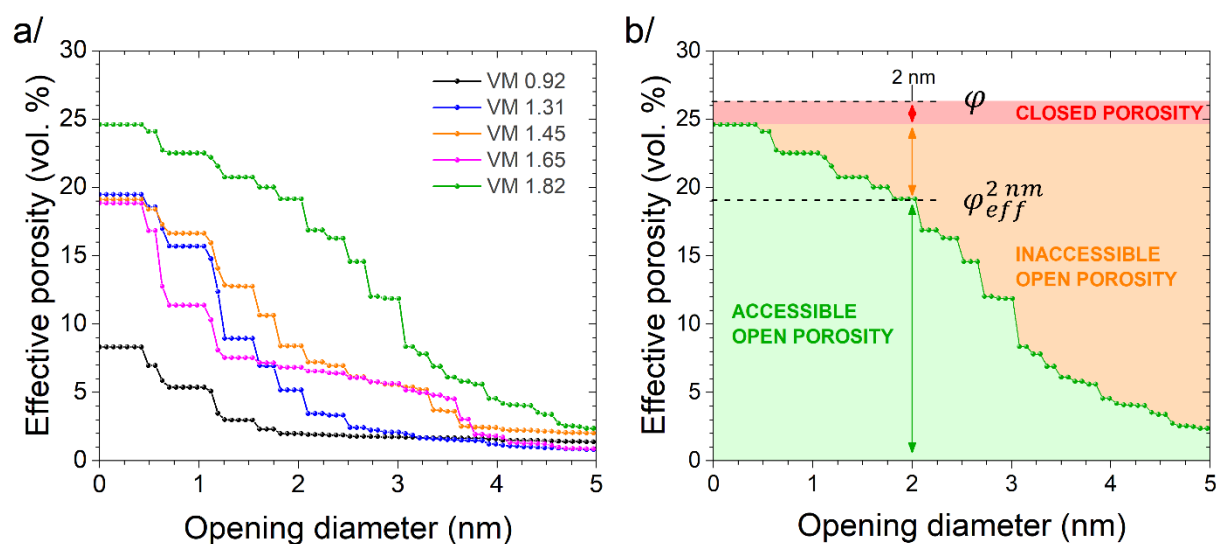 a/
30
25
20
15
10
5
0
Effective porosity (vol. %)
0 1 2 3 4 5
Opening diameter (nm)
VM 0.92
VM 1.31
VM 1.45
VM 1.65
VM 1.82
b/
30
25
20
15
10
5
0
Effective porosity (vol. %)
0 1 2 3 4 5
Opening diameter (nm)
2 nm
φ
CLOSED POROSITY
φ_eff^2 nm
INACCESSIBLE
OPEN POROSITY
ACCESSIBLE
OPEN POROSITY